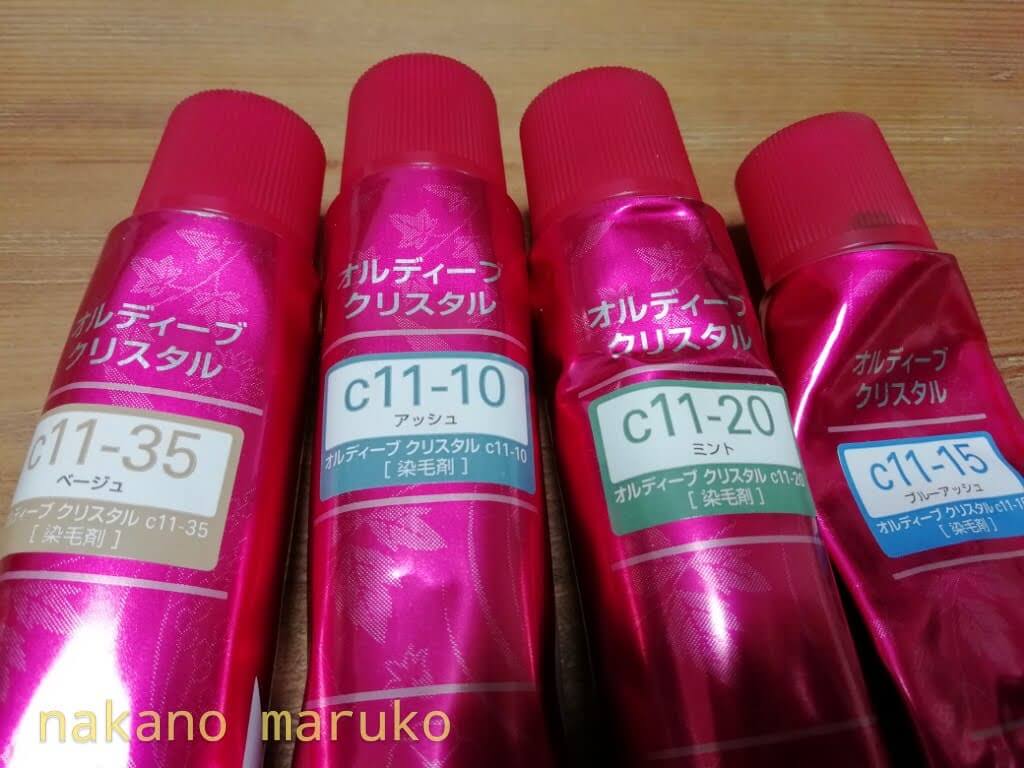 オルディーブ
クリスタル
c11-35
ベージュ
オルディーブ クリスタル c11-35
[ 染毛剤 ]
オルディーブ
クリスタル
c11-10
アッシュ
オルディーブ クリスタル c11-10
[ 染毛剤 ]
オルディーブ
クリスタル
c11-20
ミント
オルディーブ クリスタル c11-20
[ 染毛剤 ]
オルディーブ
クリスタル
c11-15
ブルーアッシュ
オルディーブ クリスタル c11-15
[ 染毛剤 ]
nakano maruko